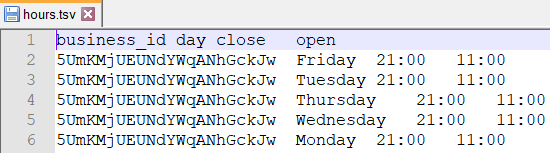 hours.tsv
1 business_id day close open
2 5UmKMjUEUNdYWqANhGckJw Friday 21:00 11:00
3 5UmKMjUEUNdYWqANhGckJw Tuesday 21:00 11:00
4 5UmKMjUEUNdYWqANhGckJw Thursday 21:00 11:00
5 5UmKMjUEUNdYWqANhGckJw Wednesday 21:00 11:00
6 5UmKMjUEUNdYWqANhGckJw Monday 21:00 11:00